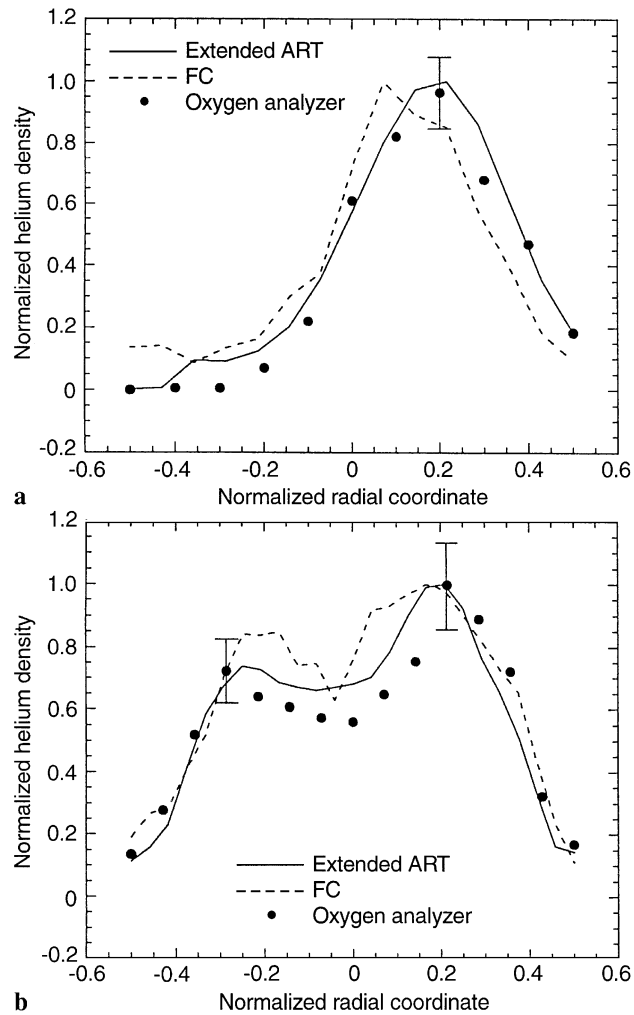 1.2
1.0
0.8
0.6
0.4
0.2
0
-0.2
Normalized helium density
Extended ART
FC
Oxygen analyzer
-0.6 -0.4 -0.2 0 0.2 0.4 0.6
a Normalized radial coordinate
1.2
1.0
0.8
0.6
0.4
0.2
0
-0.2
Normalized helium density
Extended ART
FC
Oxygen analyzer
-0.6 -0.4 -0.2 0 0.2 0.4 0.6
b Normalized radial coordinate